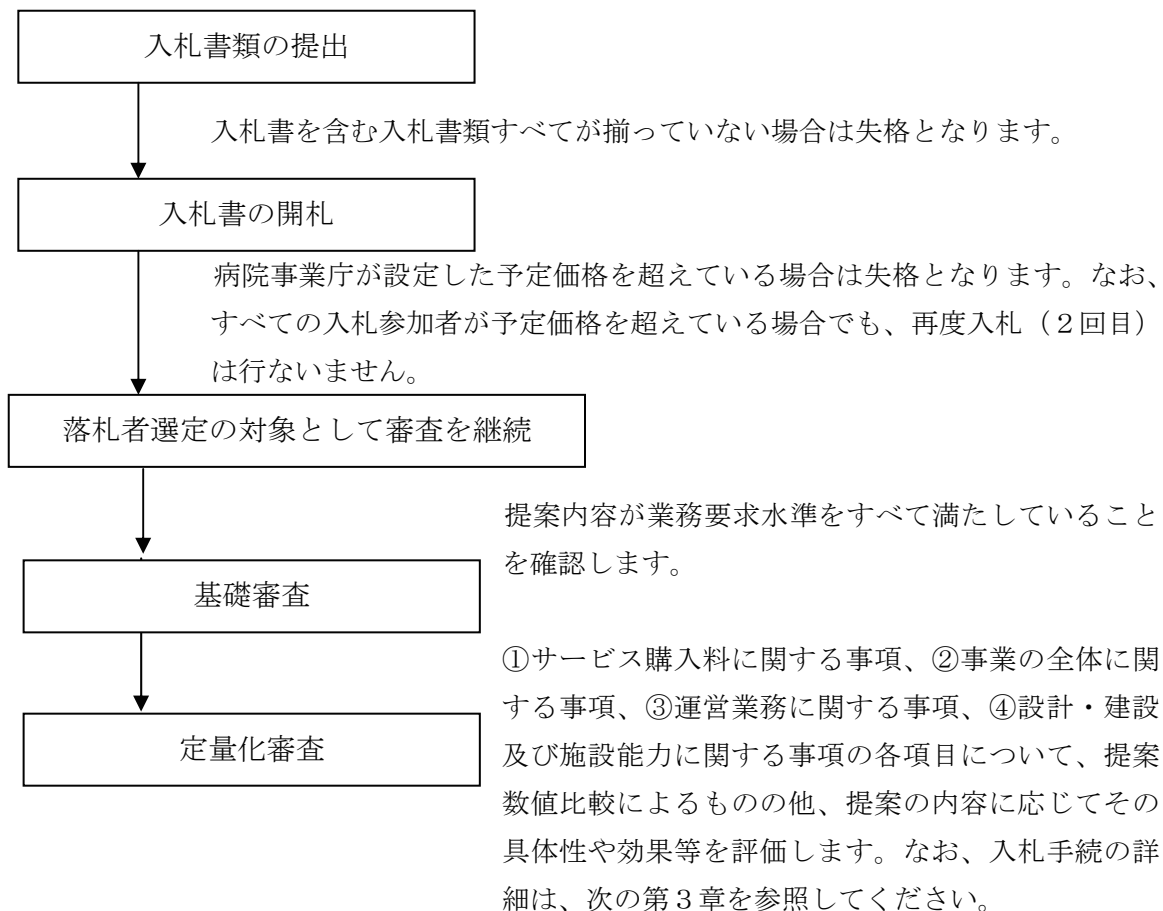 入札書類の提出
入札書を含む入札書類すべてが揃っていない場合は失格となります。
入札書の開札
病院事業庁が設定した予定価格を超えている場合は失格となります。なお、
すべての入札参加者が予定価格を超えている場合でも、再度入札(2回目)
は行ないません。
落札者選定の対象として審査を継続
提案内容が業務要求水準をすべて満たしていること
を確認します。
基礎審査
①サービス購入料に関する事項、②事業の全体に関
する事項、③運営業務に関する事項、④設計・建設
及び施設能力に関する事項の各項目について、提案
定量化審査
数値比較によるものの他、提案の内容に応じてその
具体性や効果等を評価します。なお、入札手続の詳
細は、次の第3章を参照してください。